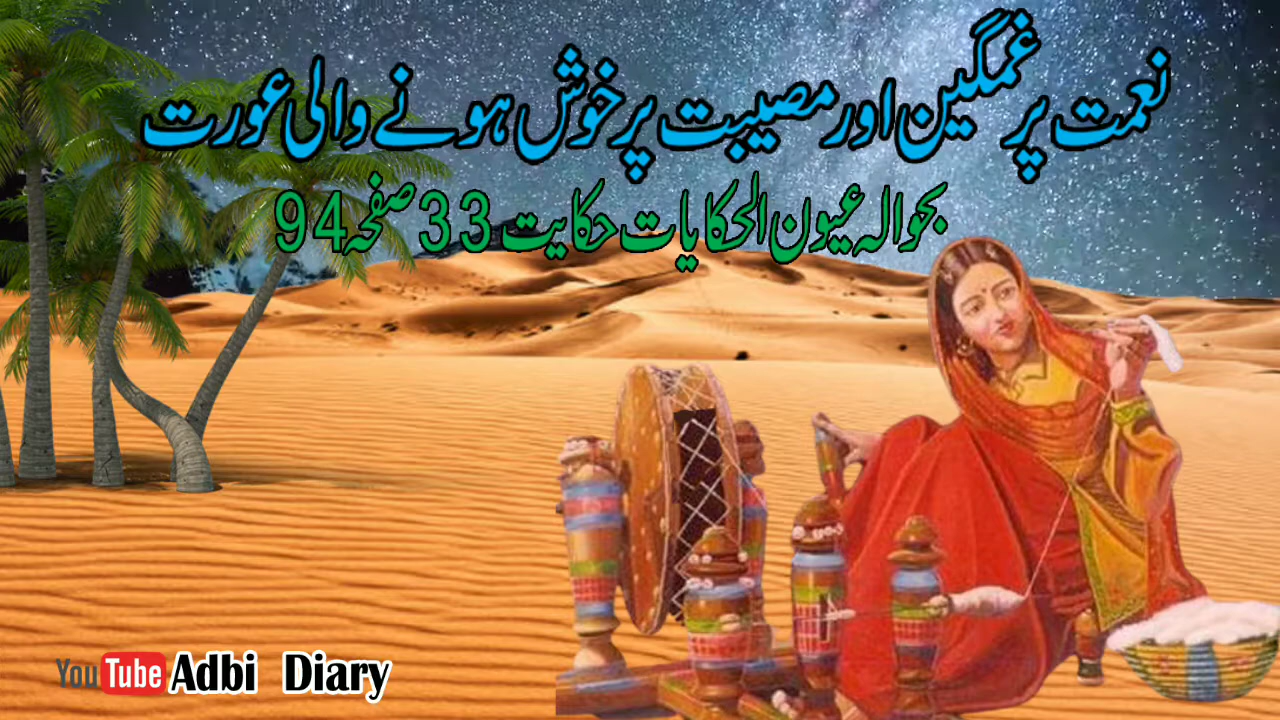 نعمت پر غمگین اور مصیبت پر خوش ہونے والی عورت
بحوالہ عیون الحکایات حکایت 33 صفحہ 94
YouTube Adbi Diary